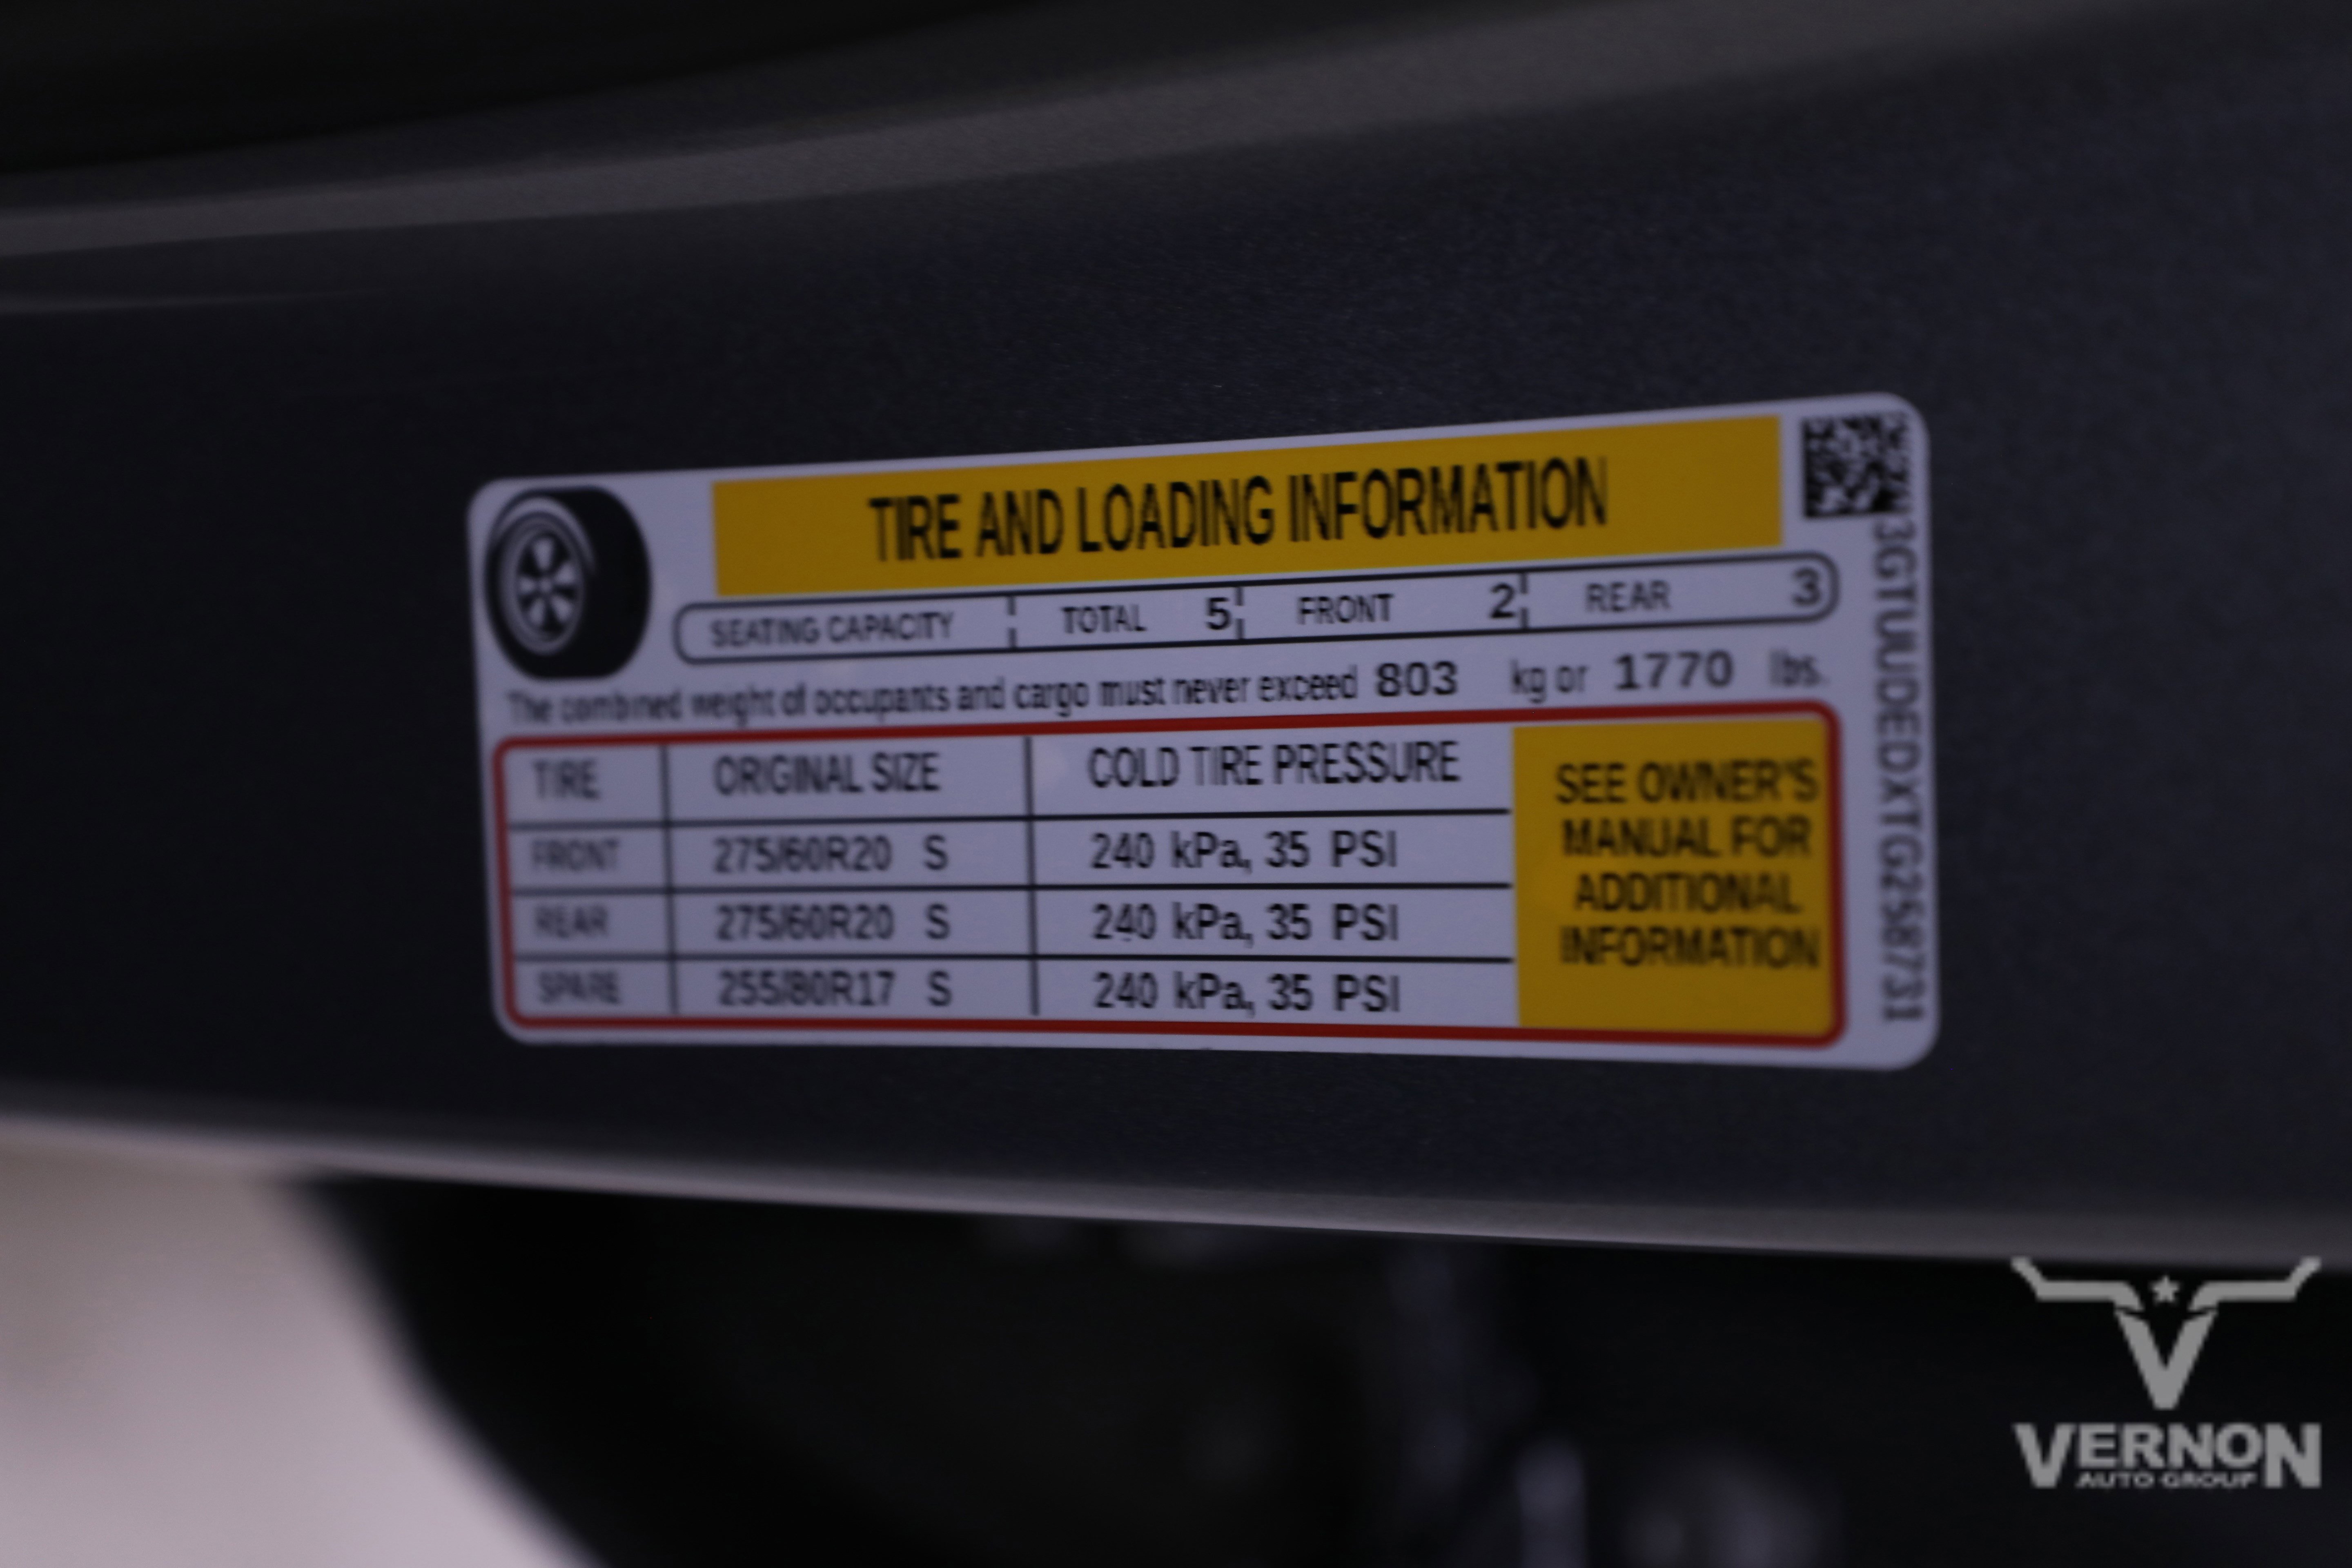 TIRE AND LOADING INFORMATION
SEATING CAPACITY TOTAL 5 FRONT 2 REAR 3
The combined weight of occupants and cargo must never exceed 803 kg or 1770 lbs.
TIRE ORIGINAL SIZE COLD TIRE PRESSURE
FRONT 275/60R20 S 240 kPa, 35 PSI
REAR 275/60R20 S 240 kPa, 35 PSI
SPARE 255/80R17 S 240 kPa, 35 PSI
SEE OWNER'S
MANUAL FOR
ADDITIONAL
INFORMATION
3GTUUDEDXTG258731
VERNON
AUTO GROUP